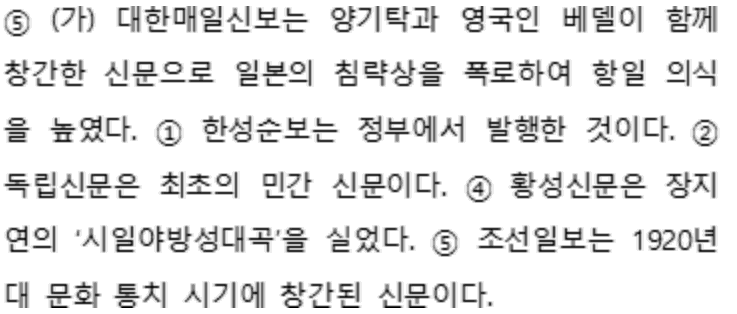 ⑤ (가) 대한매일신보는 양기탁과 영국인 베델이 함께
창간한 신문으로 일본의 침략상을 폭로하여 항일 의식
을 높였다. ① 한성순보는 정부에서 발행한 것이다. ②
독립신문은 최초의 민간 신문이다. ④ 황성신문은 장지
연의 '시일야방성대곡'을 실었다. ⑤ 조선일보는 1920년
대 문화 통치 시기에 창간된 신문이다.